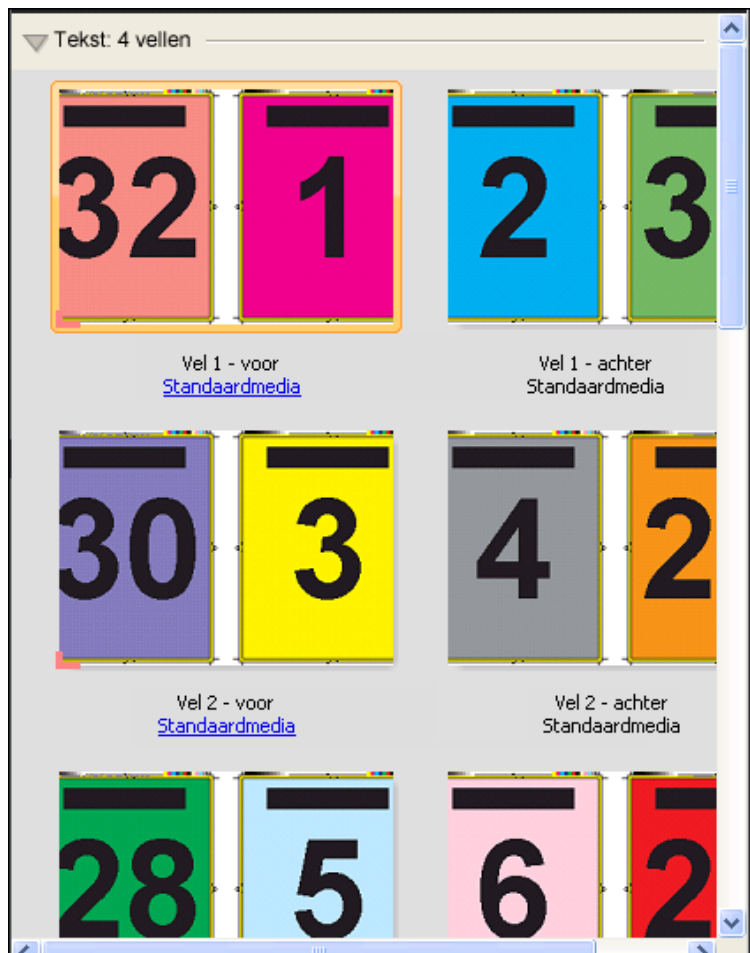 Tekst: 4 vellen
32 1 2 3
Vel 1 - voor Vel 1 - achter
Standaardmedia Standaardmedia
30 3 4 2
Vel 2 - voor Vel 2 - achter
Standaardmedia Standaardmedia
28 5 6 2